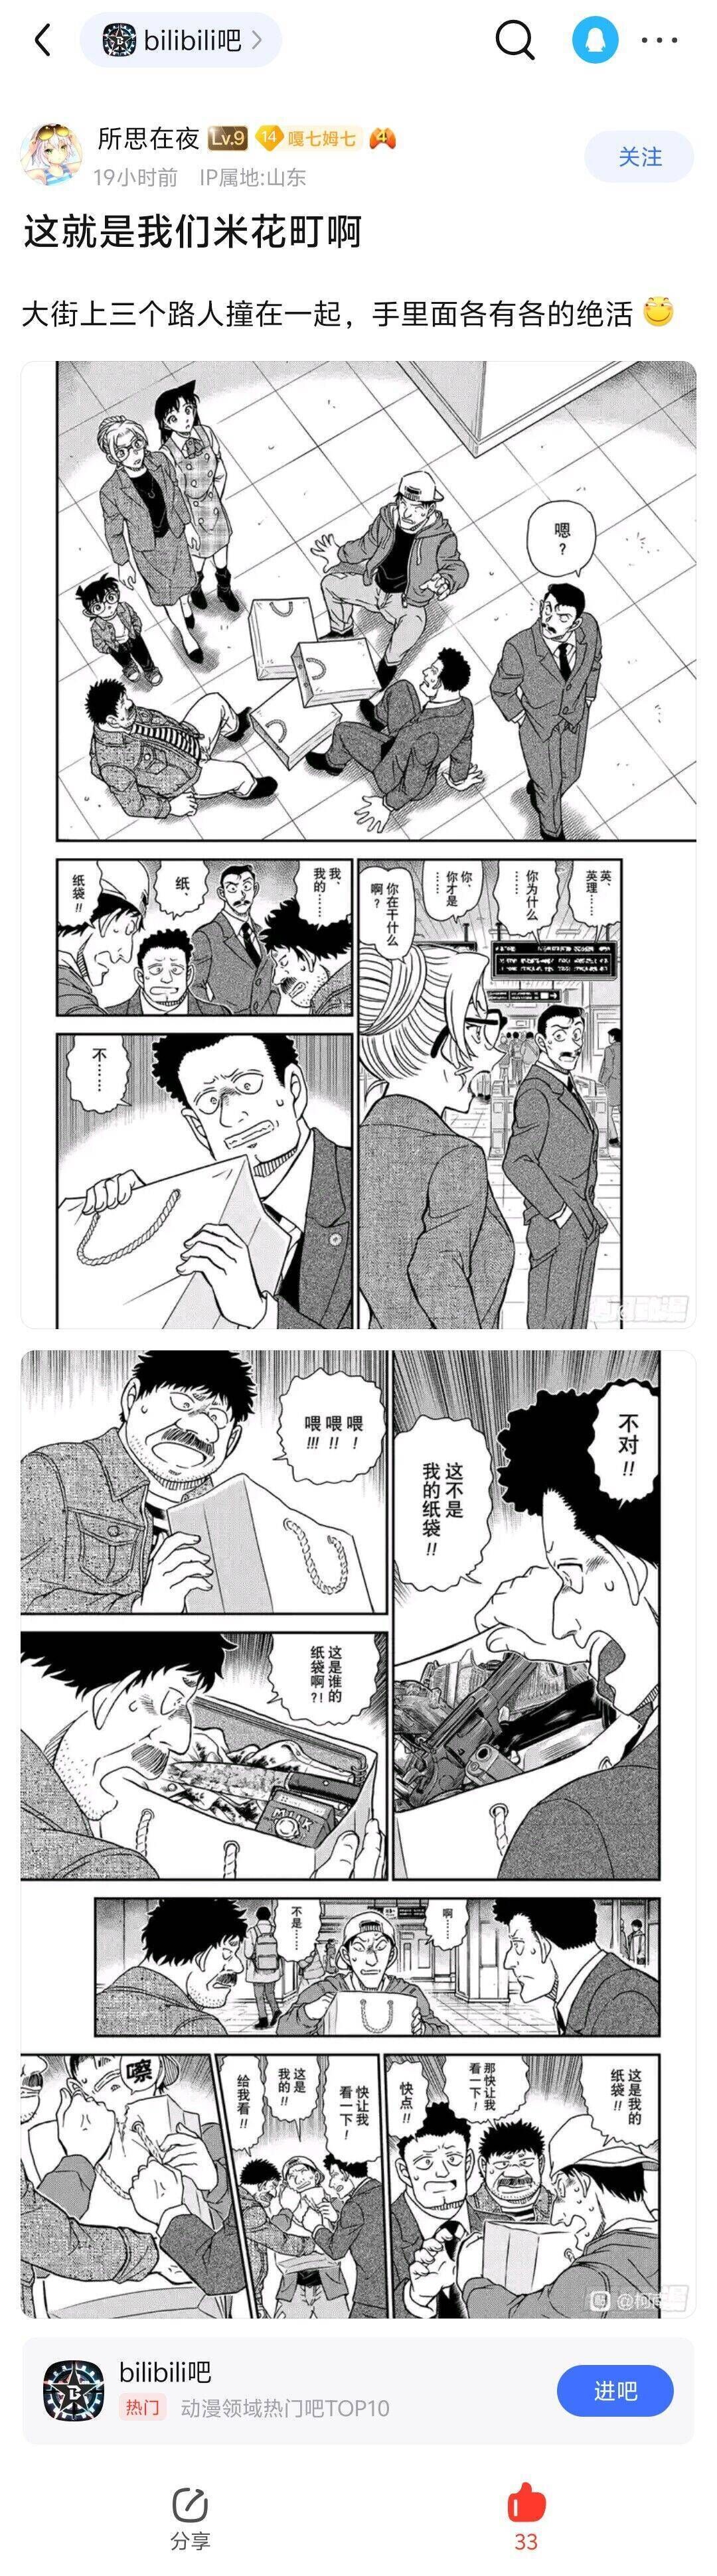 bilibili吧
所思在夜 Lv.9 14 嘎七姆七 4
19小时前 IP属地:山东
关注
这就是我们米花町啊
大街上三个路人撞在一起，手里面各有各的绝活
嗯?
英、英理……
你为什么……
你、你才是……
你在干什么啊?
我、我的……
纸、
纸袋!!
不……
不对!!
这不是我的纸袋!!
喂!喂!!喂!!!
这是谁的纸袋啊?!
MILK
啊……
不是……
这是我的纸袋!!
那快让我看一下!
快点!!
快让我看一下!
这是我的!!
给我看!!
嚓
bilibili吧
热门 动漫领域热门吧TOP10
进吧
分享
33